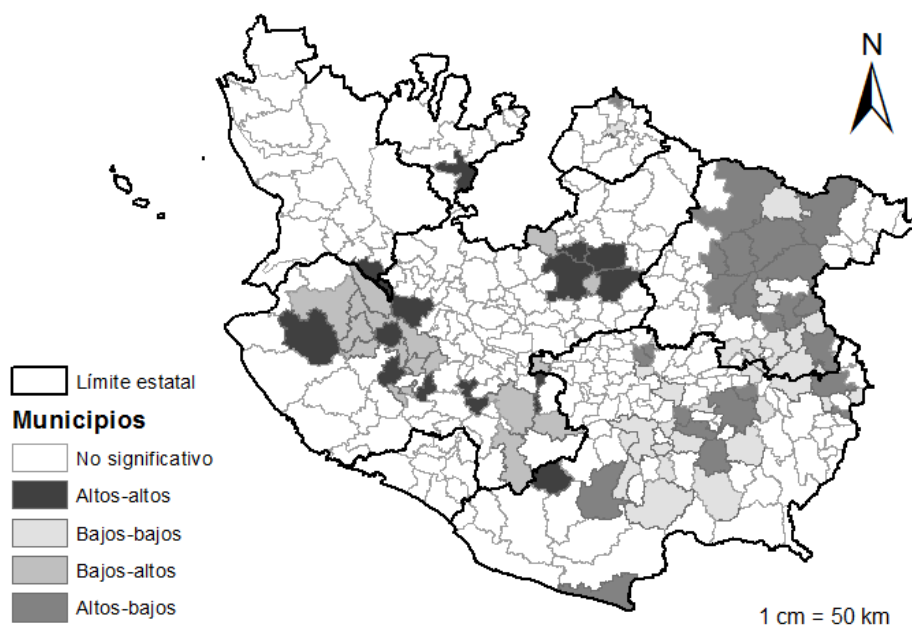 N
Límite estatal
Municipios
No significativo
Altos-altos
Bajos-bajos
Bajos-altos
Altos-bajos
1 cm = 50 km